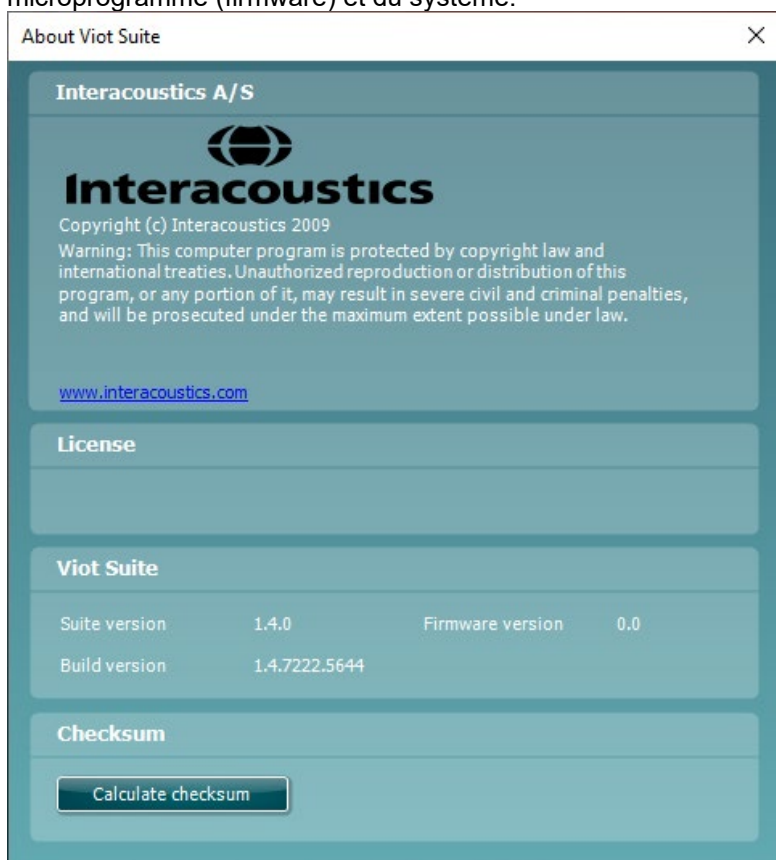 microprogramme (firmware) et du système.
About Viot Suite
Interacoustics A/S
Interacoustics
Copyright (c) Interacoustics 2009
Warning: This computer program is protected by copyright law and
international treaties. Unauthorized reproduction or distribution of this
program, or any portion of it, may result in severe civil and criminal penalties,
and will be prosecuted under the maximum extent possible under law.
www.interacoustics.com
License
Viot Suite
Suite version 1.4.0 Firmware version 0.0
Build version 1.4.7222.5644
Checksum
Calculate checksum